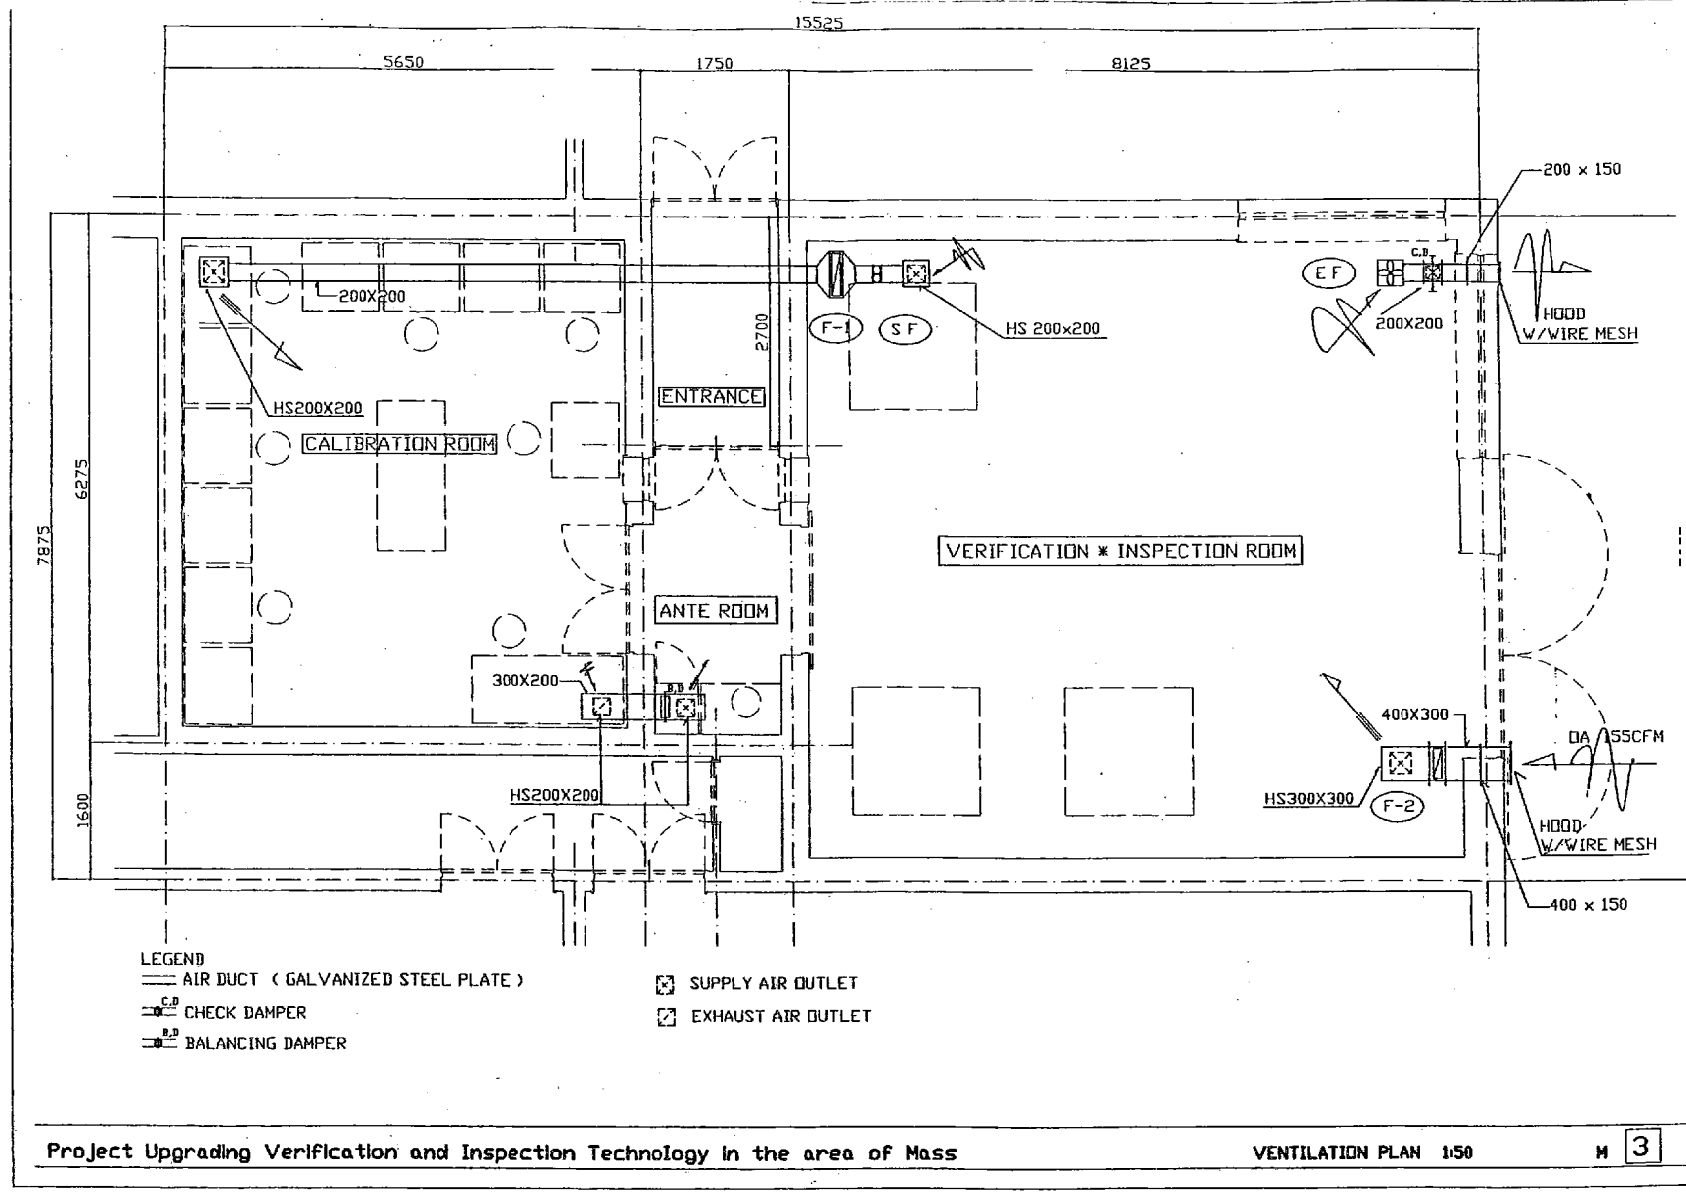 15525
5650
1750
8125
200 x 150
C.D
E F
200X200
200X200
HOOD
W/WIRE MESH
F-1
S F
HS 200x200
2700
ENTRANCE
HS200X200
CALIBRATION ROOM
6275
7875
VERIFICATION * INSPECTION ROOM
ANTE ROOM
300X200
B.D
400X300
OA 155CFM
HS200X200
HS300X300
F-2
1600
HOOD
W/WIRE MESH
400 x 150
LEGEND
AIR DUCT ( GALVANIZED STEEL PLATE )
C.D
CHECK DAMPER
B.D
BALANCING DAMPER
SUPPLY AIR OUTLET
EXHAUST AIR OUTLET
Project Upgrading Verification and Inspection Technology in the area of Mass
VENTILATION PLAN 1:50
M 3